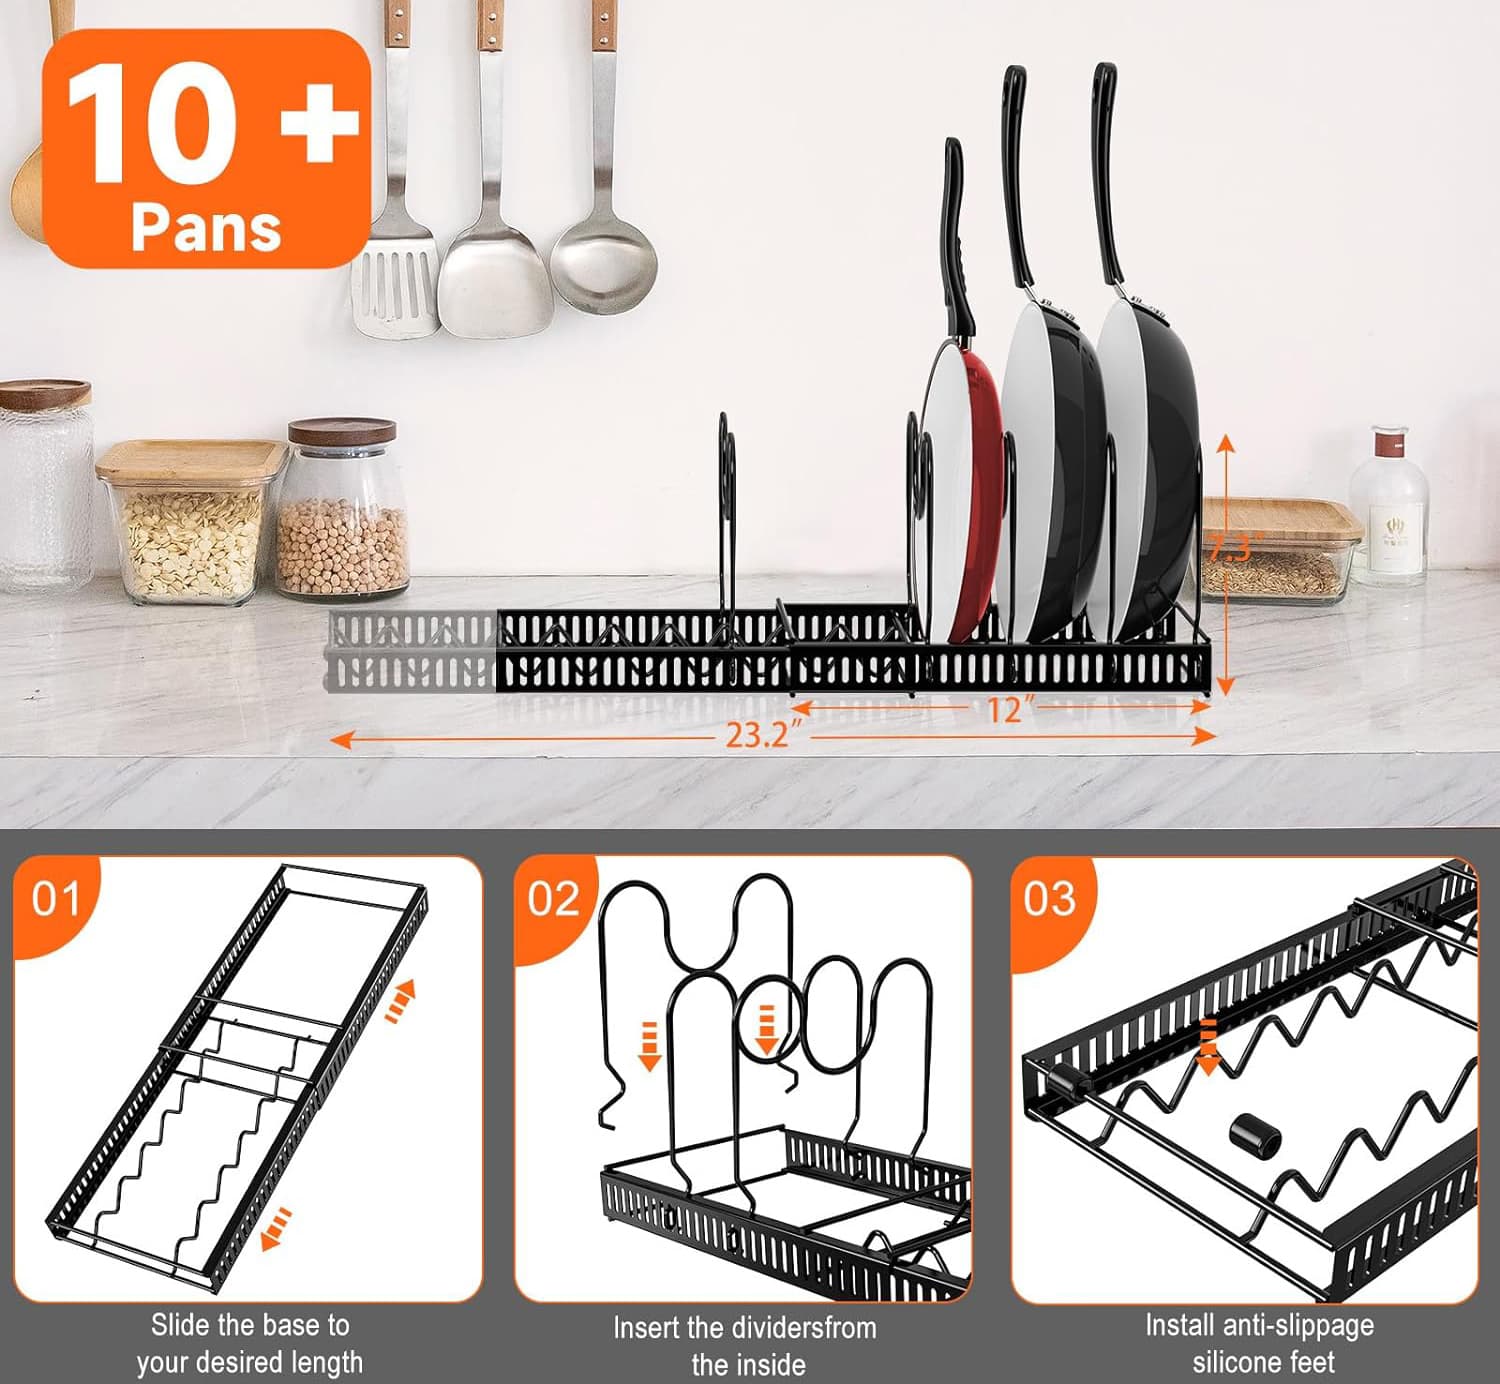 10 +
Pans
7.3"
12"
23.2"
01
02
03
Slide the base to
your desired length
Insert the dividersfrom
the inside
Install anti-slippage
silicone feet